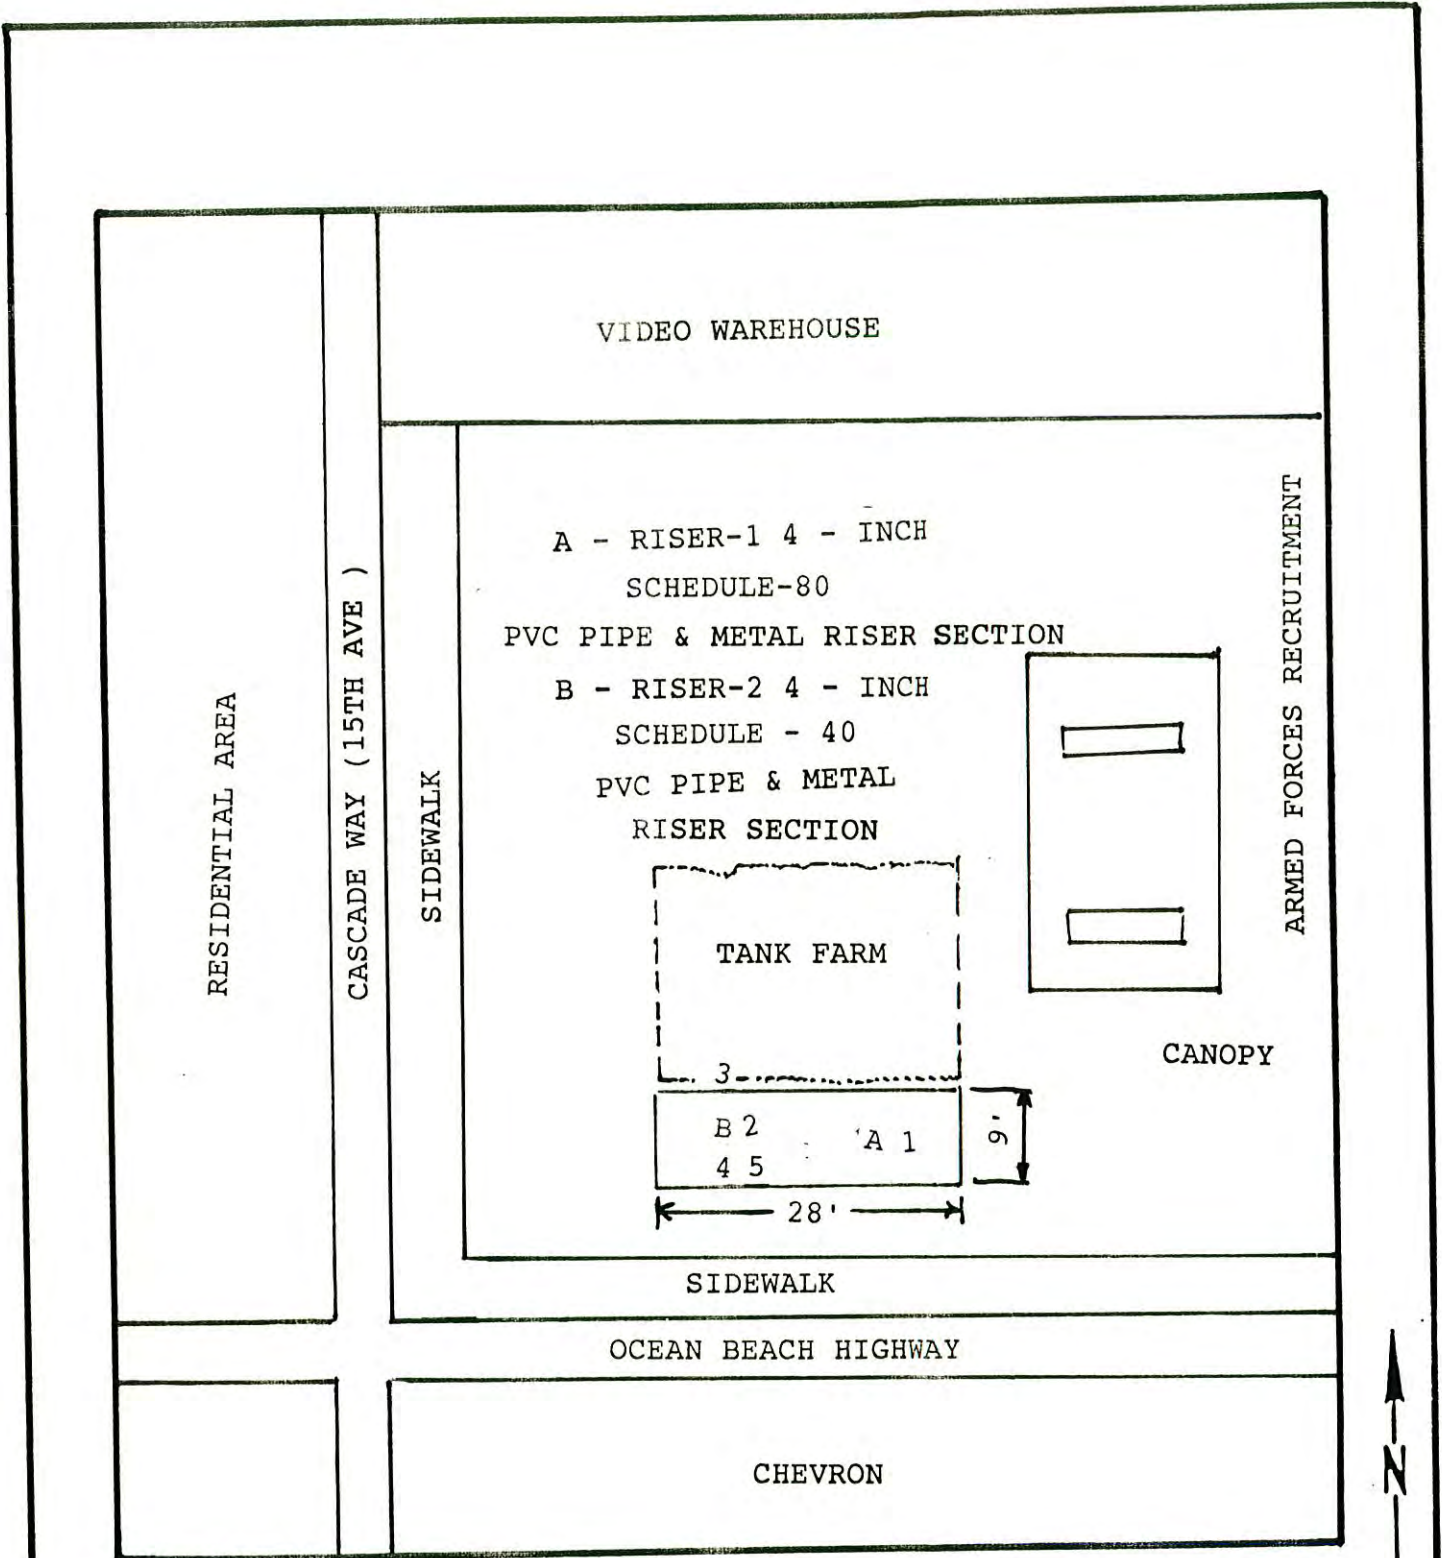 VIDEO WAREHOUSE
A - RISER-1 4 - INCH
SCHEDULE-80
PVC PIPE & METAL RISER SECTION
B - RISER-2 4 - INCH
SCHEDULE - 40
PVC PIPE & METAL
RISER SECTION
RESIDENTIAL AREA
CASCADE WAY (15TH AVE )
SIDEWALK
ARMED FORCES RECRUITMENT
TANK FARM
CANOPY
3
B 2
A 1
4 5
9'
28'
SIDEWALK
OCEAN BEACH HIGHWAY
CHEVRON
N